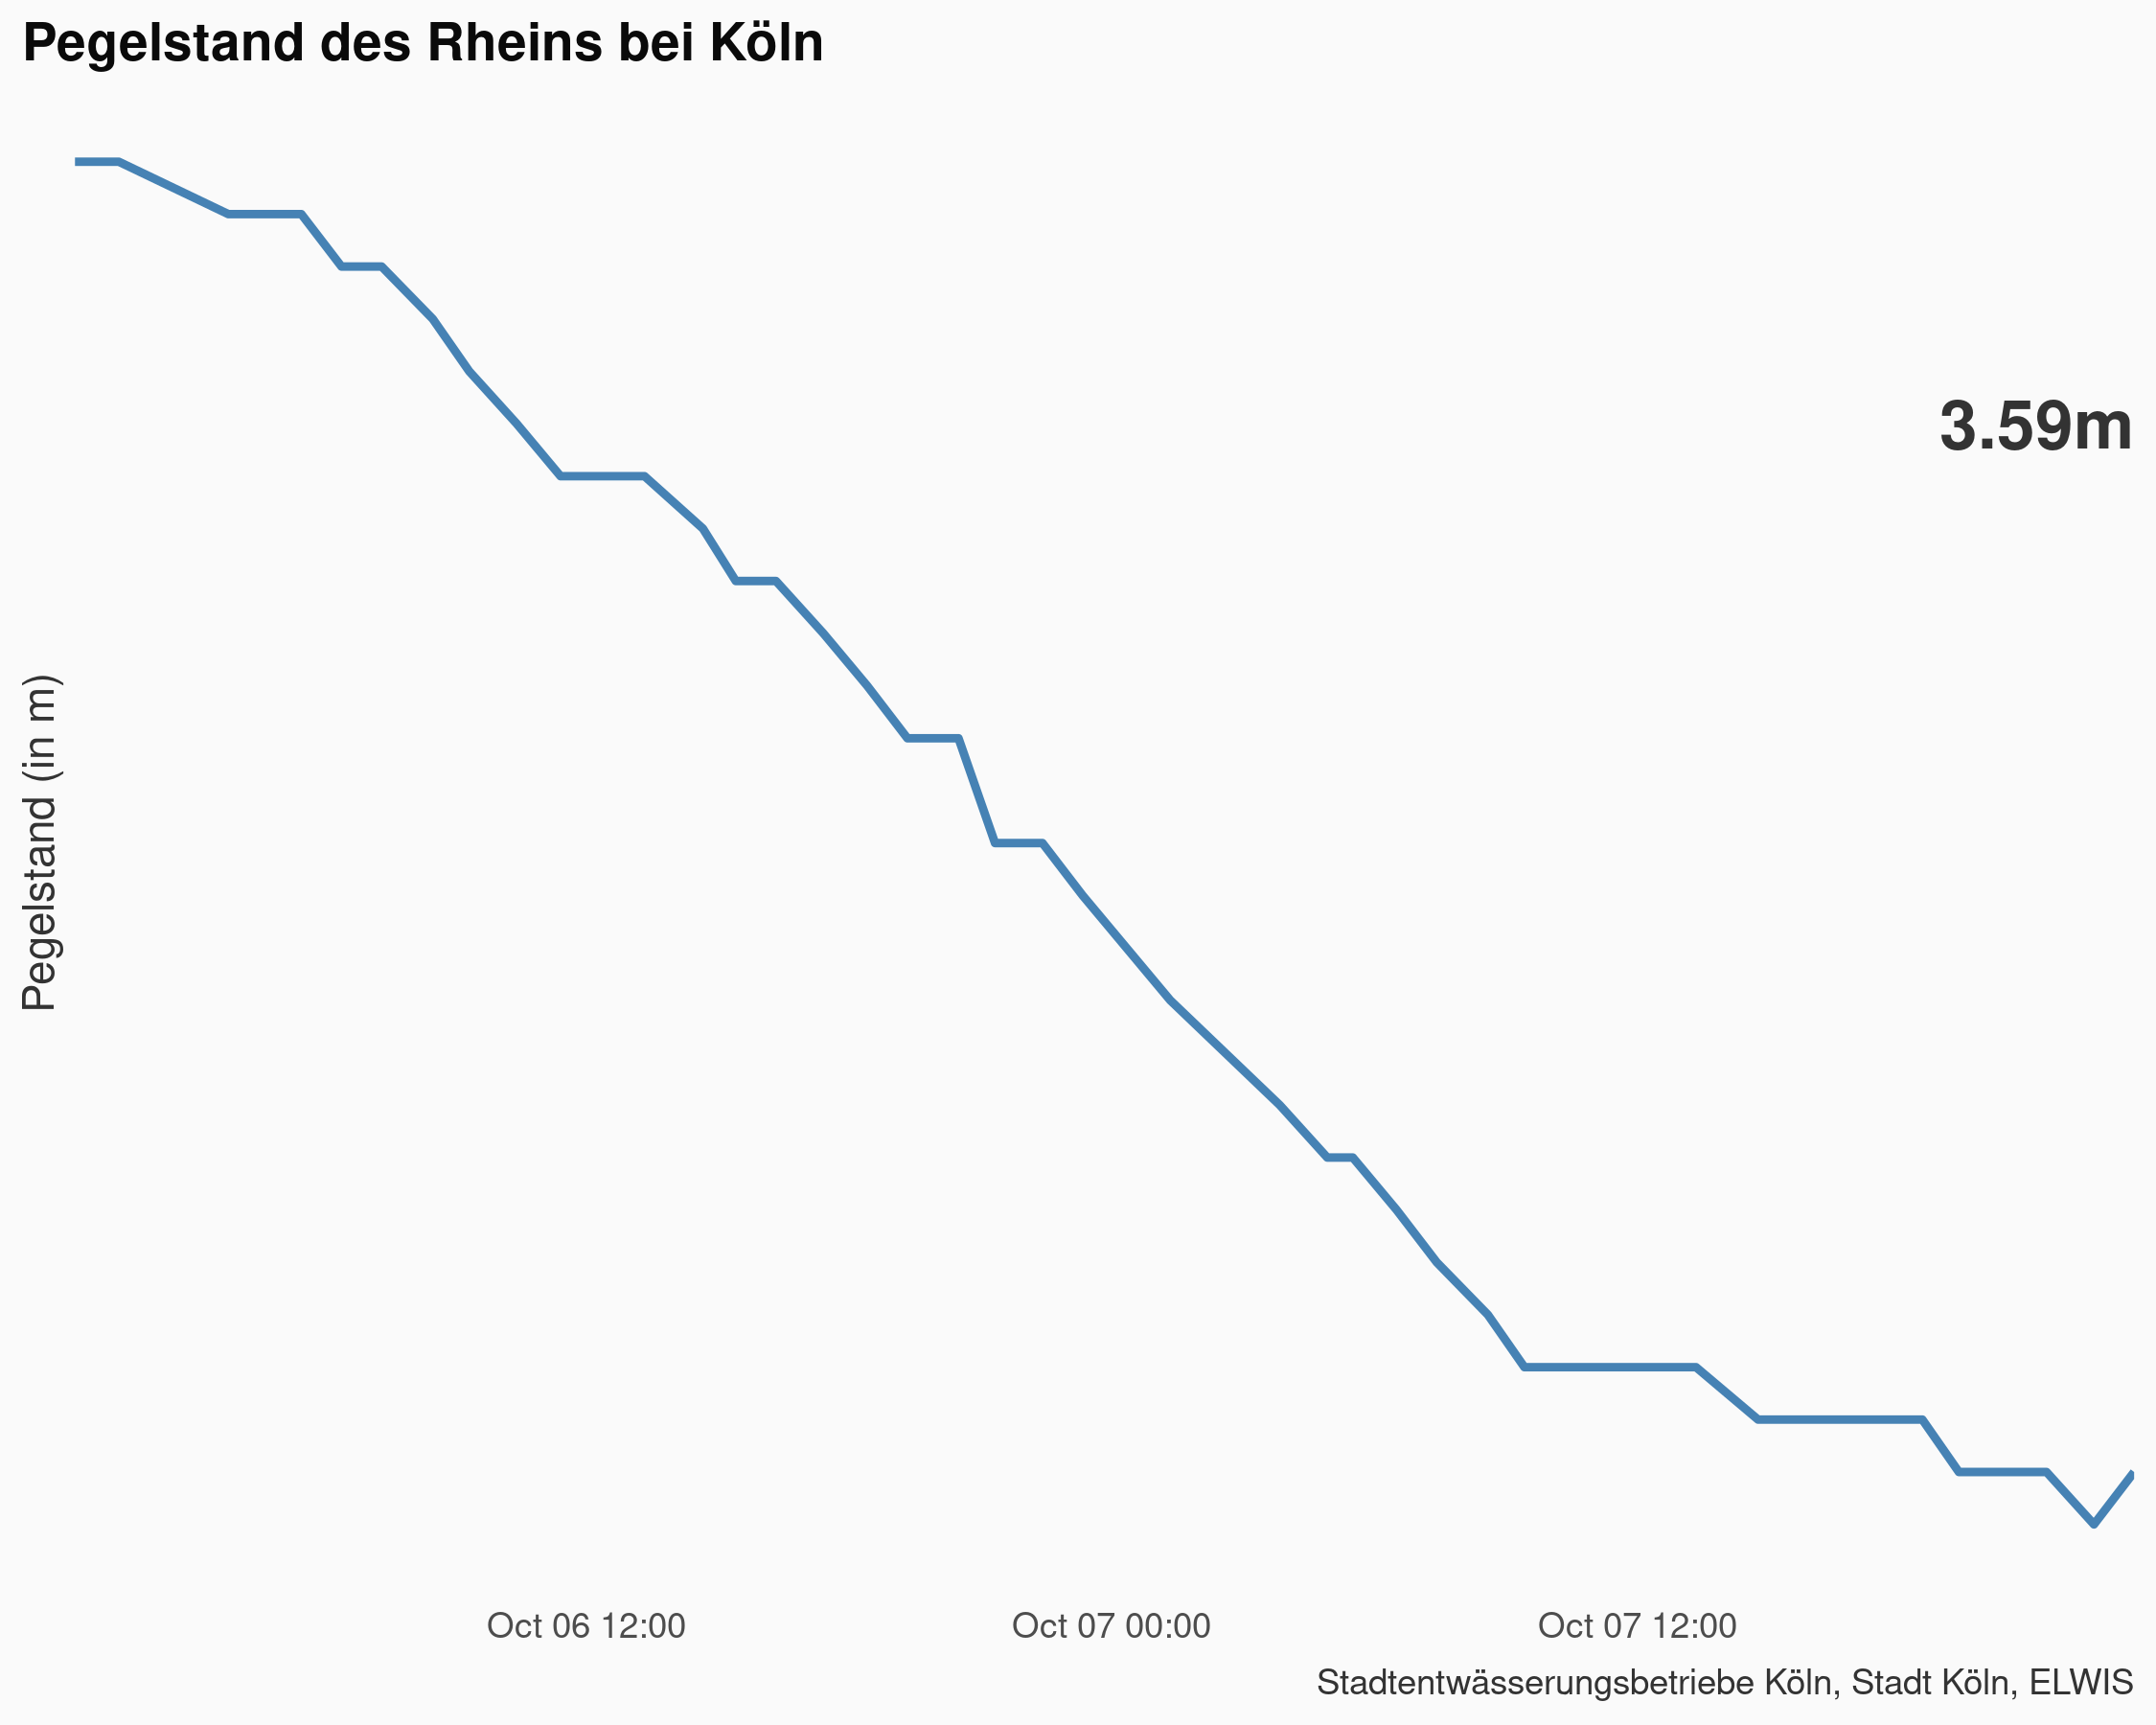 Pegelstand des Rheins bei Köln
3.59m
Pegelstand (in m)
Oct 06 12:00
Oct 07 00:00
Oct 07 12:00
Stadtentwässerungsbetriebe Köln, Stadt Köln, ELWIS